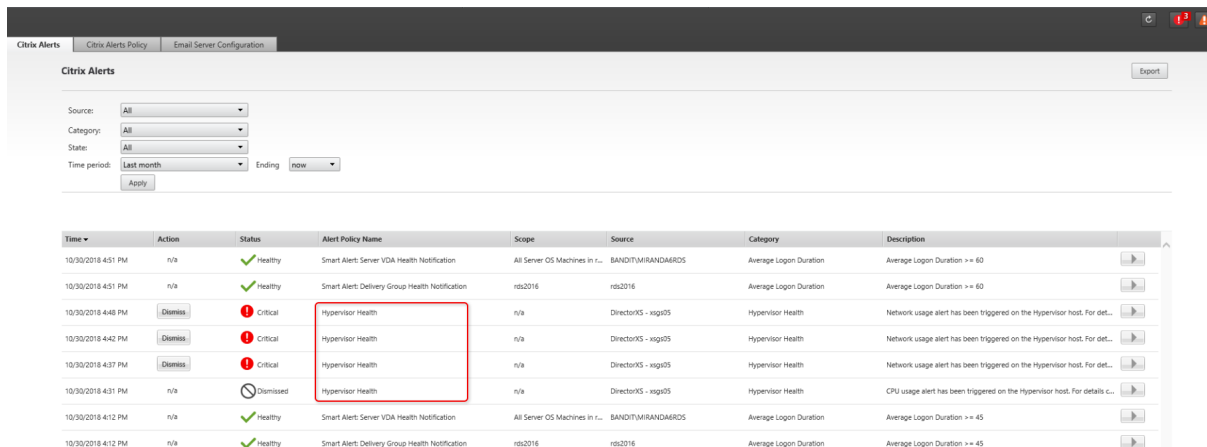 3
Citrix Alerts Citrix Alerts Policy Email Server Configuration
Citrix Alerts Export
Source: All
Category: All
State: All
Time period: Last month Ending now
Apply
Time Action Status Alert Policy Name Scope Source Category Description
10/30/2018 4:51 PM n/a Healthy Smart Alert: Server VDA Health Notification All Server OS Machines in r... BANDIT\MIRANDA6RDS Average Logon Duration Average Logon Duration >= 60
10/30/2018 4:51 PM n/a Healthy Smart Alert: Delivery Group Health Notification rds2016 rds2016 Average Logon Duration Average Logon Duration >= 60
10/30/2018 4:48 PM Dismiss Critical Hypervisor Health n/a DirectorXS - xsgs05 Hypervisor Health Network usage alert has been triggered on the Hypervisor host. For det...
10/30/2018 4:42 PM Dismiss Critical Hypervisor Health n/a DirectorXS - xsgs05 Hypervisor Health Network usage alert has been triggered on the Hypervisor host. For det...
10/30/2018 4:37 PM Dismiss Critical Hypervisor Health n/a DirectorXS - xsgs05 Hypervisor Health Network usage alert has been triggered on the Hypervisor host. For det...
10/30/2018 4:31 PM n/a Dismissed Hypervisor Health n/a DirectorXS - xsgs05 Hypervisor Health CPU usage alert has been triggered on the Hypervisor host. For details c...
10/30/2018 4:12 PM n/a Healthy Smart Alert: Server VDA Health Notification All Server OS Machines in r... BANDIT\MIRANDA6RDS Average Logon Duration Average Logon Duration >= 45
10/30/2018 4:12 PM n/a Healthy Smart Alert: Delivery Group Health Notification rds2016 rds2016 Average Logon Duration Average Logon Duration >= 45